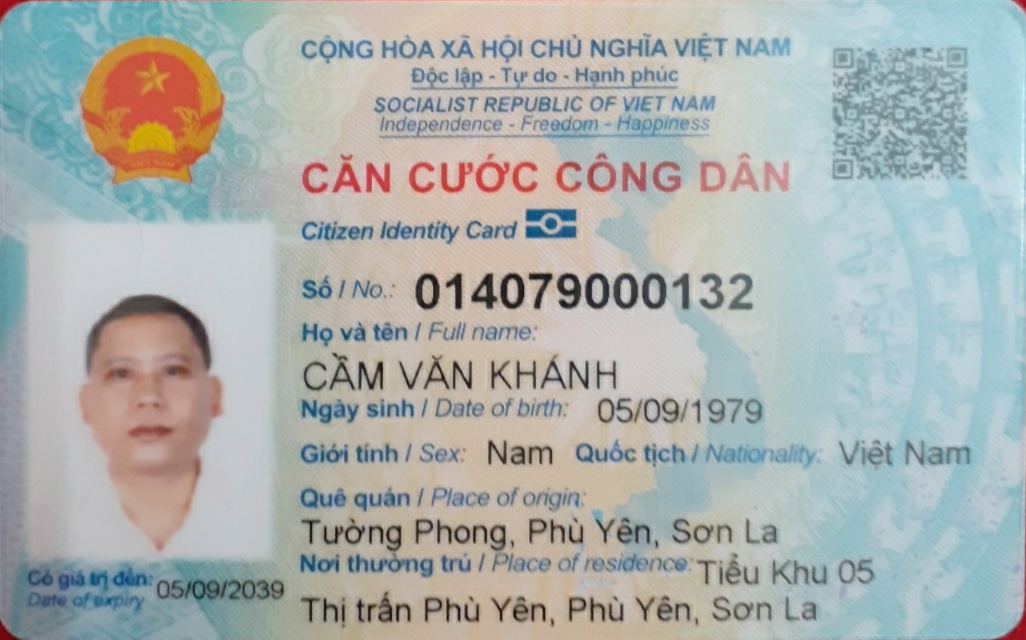 CỘNG HÒA XÃ HỘI CHỦ NGHĨA VIỆT NAM
Độc lập - Tự do - Hạnh phúc
SOCIALIST REPUBLIC OF VIET NAM
Independence - Freedom - Happiness
CĂN CƯỚC CÔNG DÂN
Citizen Identity Card
Số / No.: 014079000132
Họ và tên / Full name:
CẦM VĂN KHÁNH
Ngày sinh / Date of birth: 05/09/1979
Giới tính / Sex: Nam Quốc tịch / Nationality: Việt Nam
Quê quán / Place of origin:
Tường Phong, Phù Yên, Sơn La
Nơi thường trú / Place of residence: Tiểu Khu 05
Thị trấn Phù Yên, Phù Yên, Sơn La
Có giá trị đến: 05/09/2039
Date of expiry
VIỆT NAM